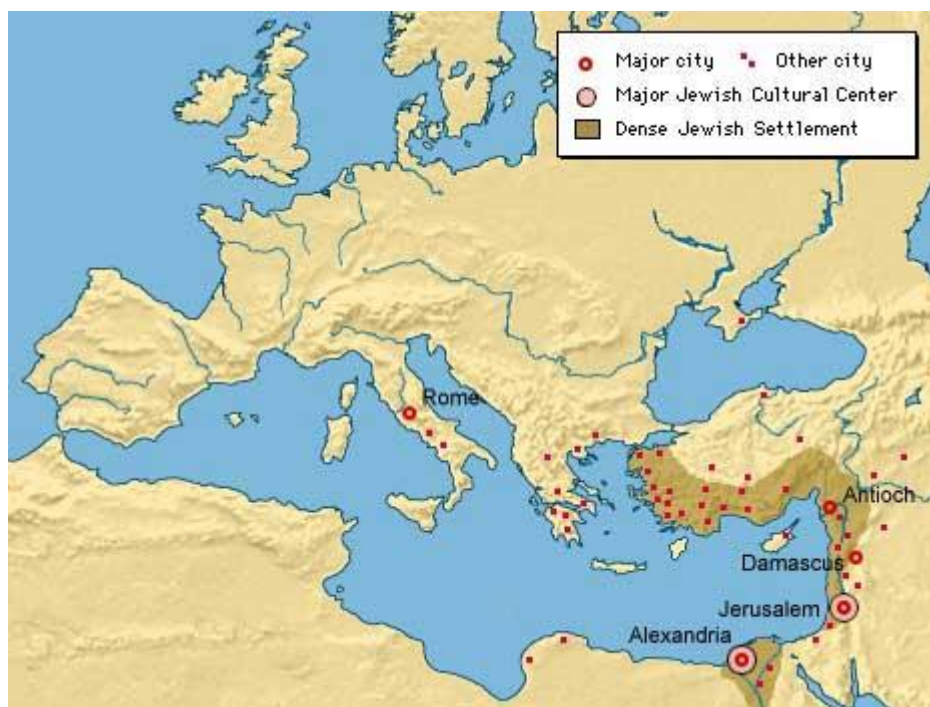 Major city Other city
Major Jewish Cultural Center
Dense Jewish Settlement
Rome
Antioch
Damascus
Jerusalem
Alexandria